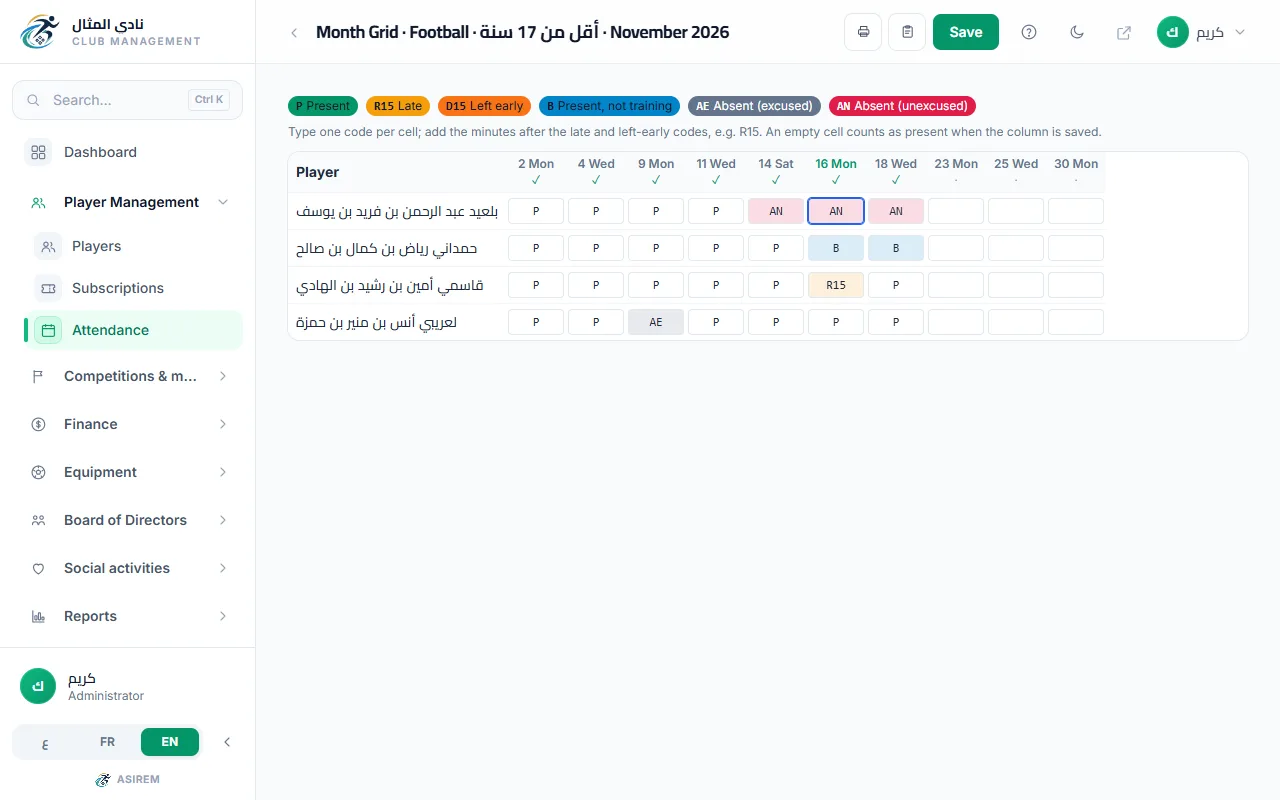 نادي المثال
CLUB MANAGEMENT
Search...
Ctrl K
Dashboard
Player Management
Players
Subscriptions
Attendance
Competitions & m...
Finance
Equipment
Board of Directors
Social activities
Reports
ك
كريم
Administrator
ع
FR
EN
ASIREM
Month Grid · Football · أقل من 17 سنة · November 2026
Save
ك
كريم
P Present
R15 Late
D15 Left early
B Present, not training
AE Absent (excused)
AN Absent (unexcused)
Type one code per cell; add the minutes after the late and left-early codes, e.g. R15. An empty cell counts as present when the column is saved.
Player 2 Mon 4 Wed 9 Mon 11 Wed 14 Sat 16 Mon 18 Wed 23 Mon 25 Wed 30 Mon
✓ ✓ ✓ ✓ ✓ ✓ ✓ · · ·
بلعيد عبد الرحمن بن فريد بن يوسف P P P P AN AN AN
حمداني رياض بن كمال بن صالح P P P P P B B
قاسمي أمين بن رشيد بن الهادي P P P P P R15 P
لعريبي أنس بن منير بن حمزة P P AE P P P P